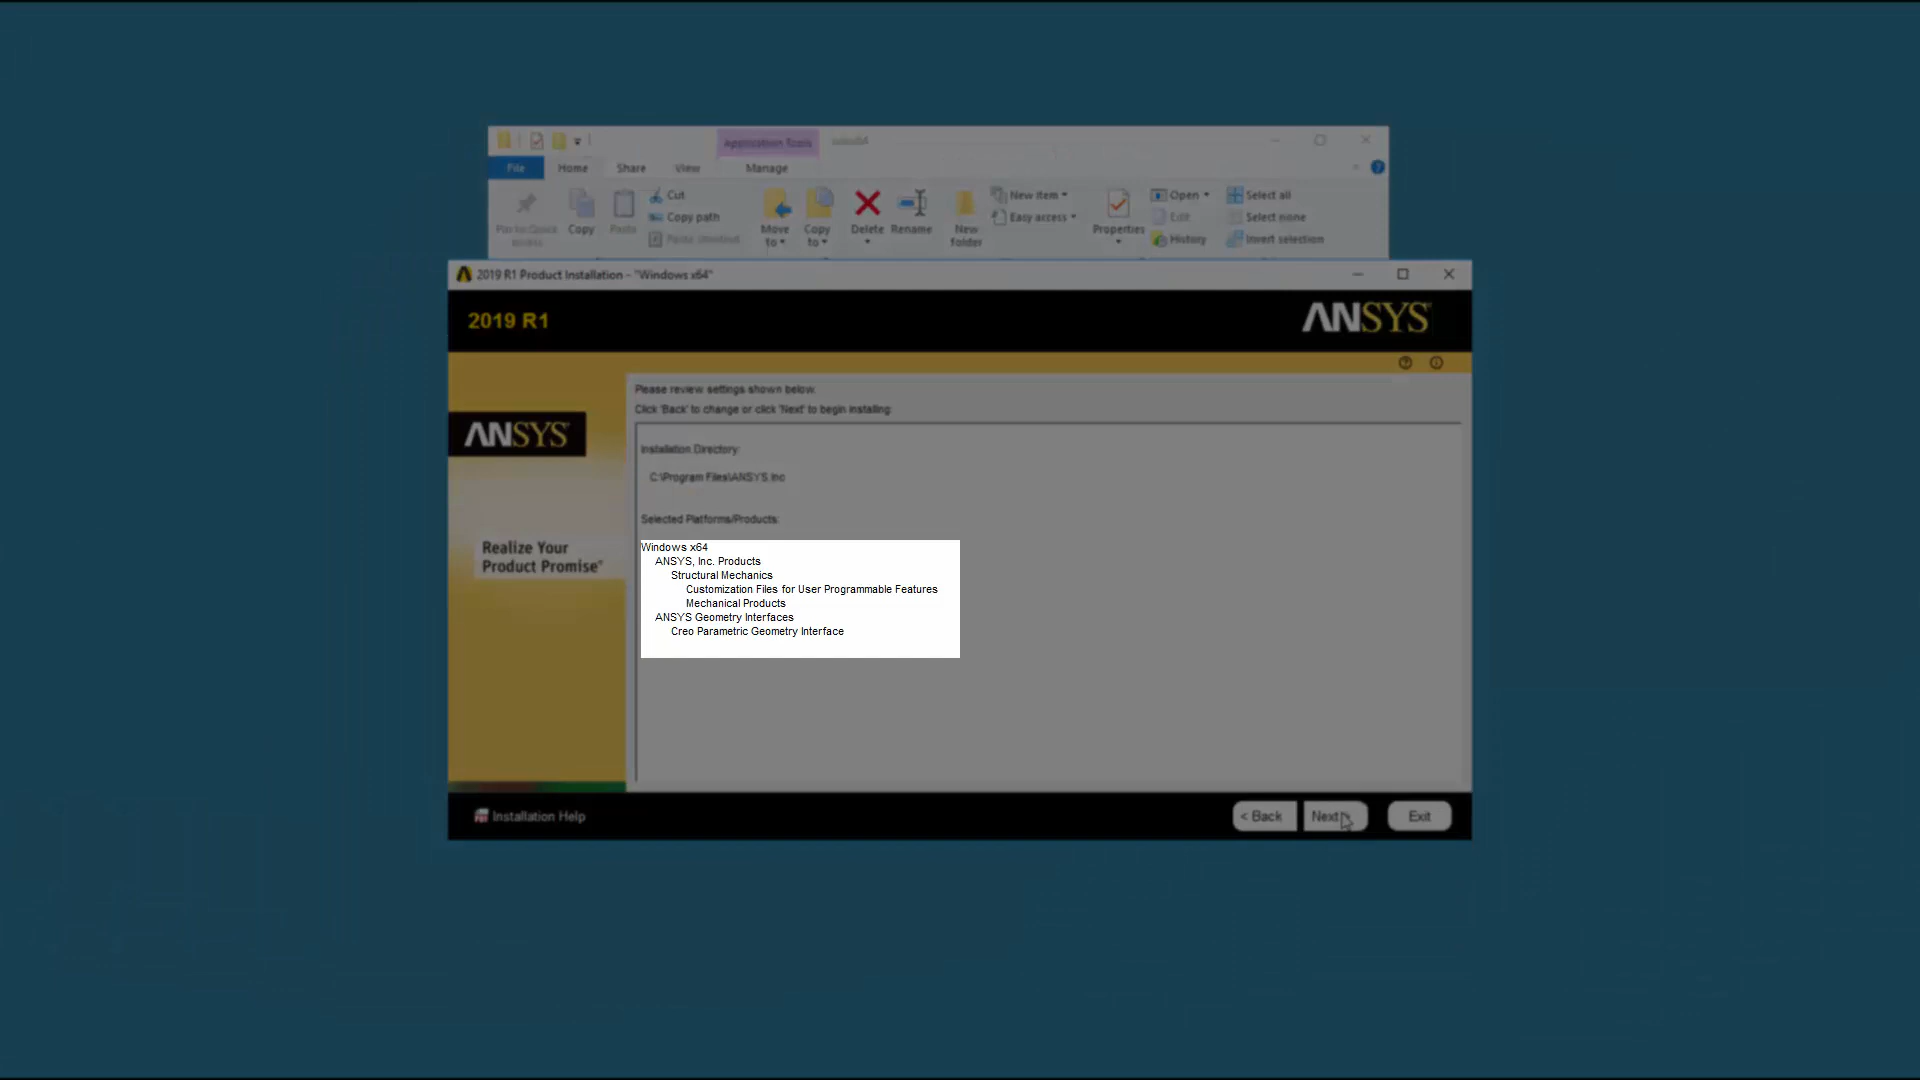 Application Tools
File
Home
Share
View
Manage
Copy
Paste
Cut
Copy path
Paste shortcut
Move to
Copy to
Delete
Rename
New folder
New item
Easy access
Properties
Open
Edit
History
Select all
Select none
Invert selection
2019 R1 Product Installation - "Windows x64"
2019 R1
ANSYS
Please review settings shown below.
Click 'Back' to change or click 'Next' to begin installing:
ANSYS
Installation Directory:
C:\Program Files\ANSYS Inc
Selected Platforms/Products:
Realize Your
Product Promise®
Windows x64
ANSYS, Inc. Products
Structural Mechanics
Customization Files for User Programmable Features
Mechanical Products
ANSYS Geometry Interfaces
Creo Parametric Geometry Interface
Installation Help
< Back
Next
Exit